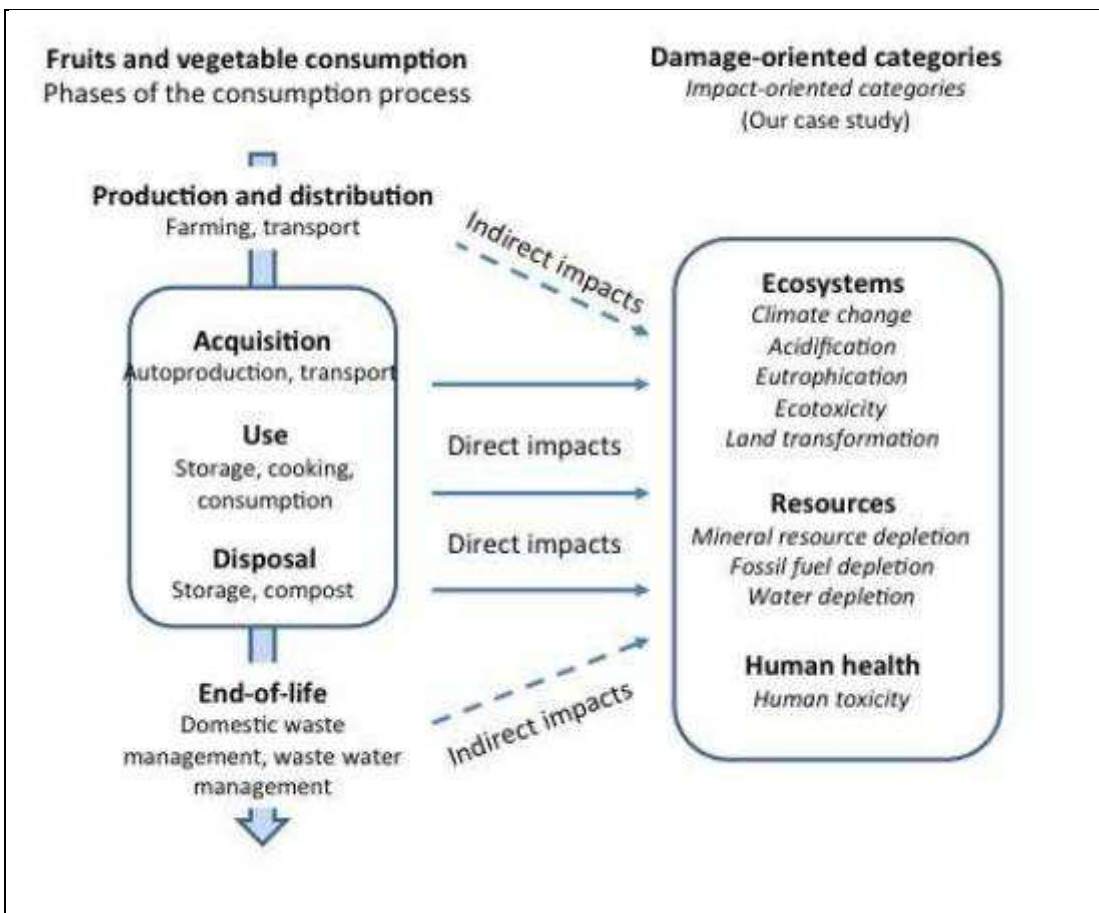 Fruits and vegetable consumption
Phases of the consumption process
Production and distribution
Farming, transport
Acquisition
Autoproduction, transport
Use
Storage, cooking,
consumption
Disposal
Storage, compost
End-of-life
Domestic waste
management, waste water
management
Indirect impacts
Direct impacts
Direct impacts
Indirect impacts
Damage-oriented categories
Impact-oriented categories
(Our case study)
Ecosystems
Climate change
Acidification
Eutrophication
Ecotoxicity
Land transformation
Resources
Mineral resource depletion
Fossil fuel depletion
Water depletion
Human health
Human toxicity